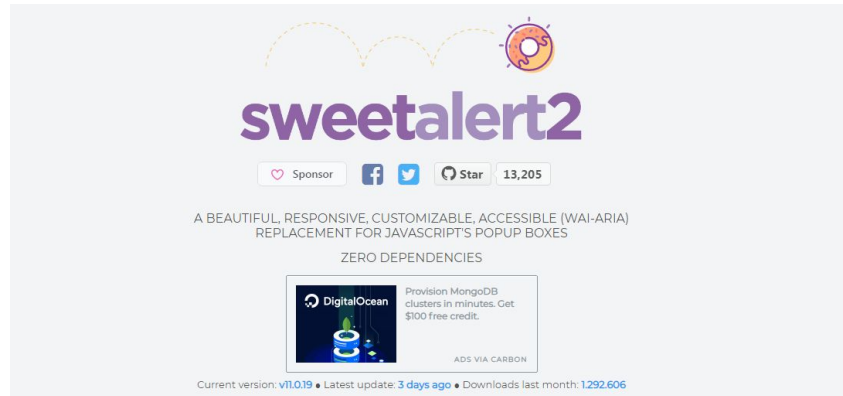 sweetalert2
Sponsor
Star 13,205
A BEAUTIFUL, RESPONSIVE, CUSTOMIZABLE, ACCESSIBLE (WAI-ARIA)
REPLACEMENT FOR JAVASCRIPT'S POPUP BOXES
ZERO DEPENDENCIES
DigitalOcean
Provision MongoDB
clusters in minutes. Get
$100 free credit.
ADS VIA CARBON
Current version: v11.0.19 ● Latest update: 3 days ago ● Downloads last month: 1.292.606